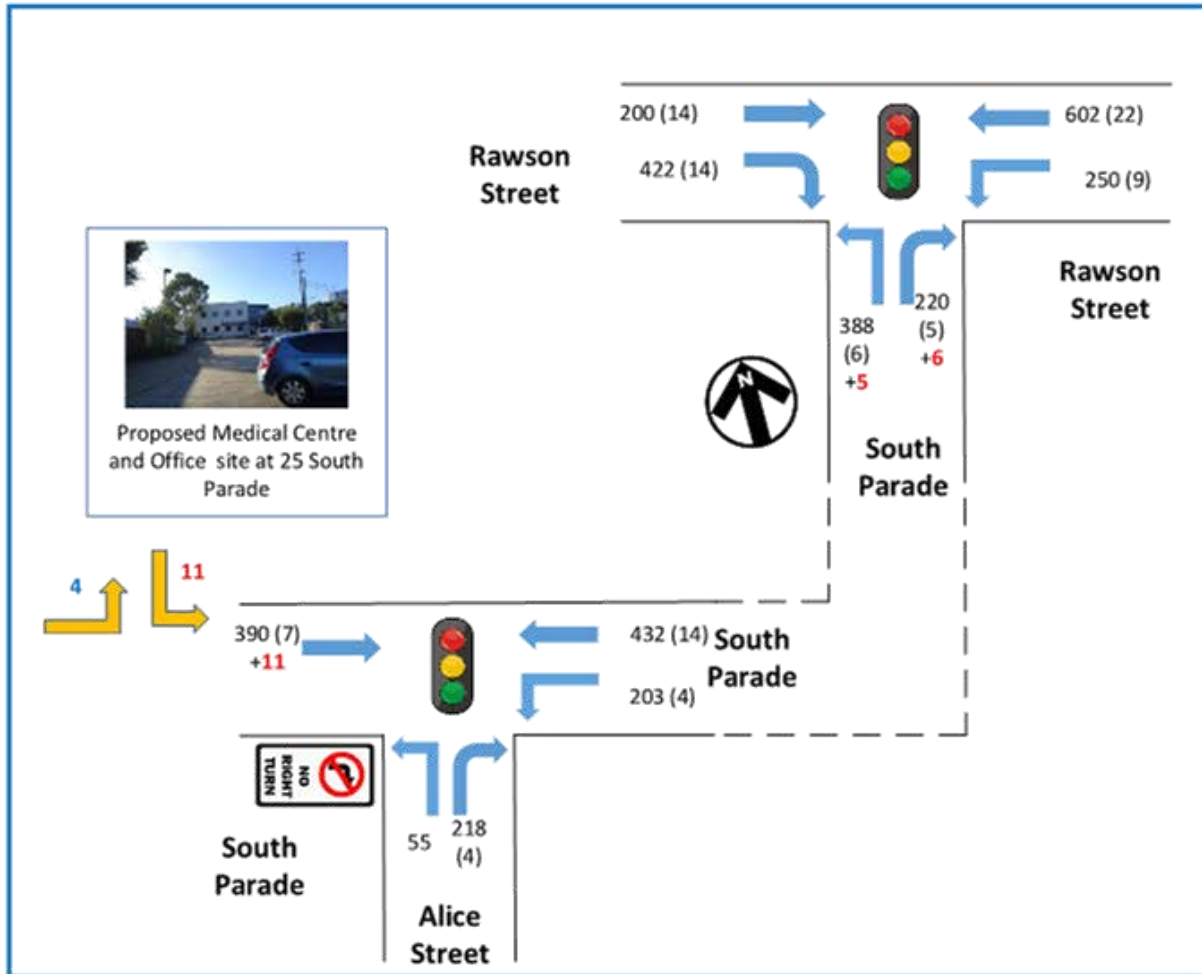 200 (14)
602 (22)
Rawson
Street
422 (14)
250 (9)
Rawson
Street
220
(5)
+6
388
(6)
+5
N
Proposed Medical Centre
and Office site at 25 South
Parade
South
Parade
4
11
390 (7)
+11
432 (14)
South
Parade
203 (4)
NO
RIGHT
TURN
55
218
(4)
South
Parade
Alice
Street